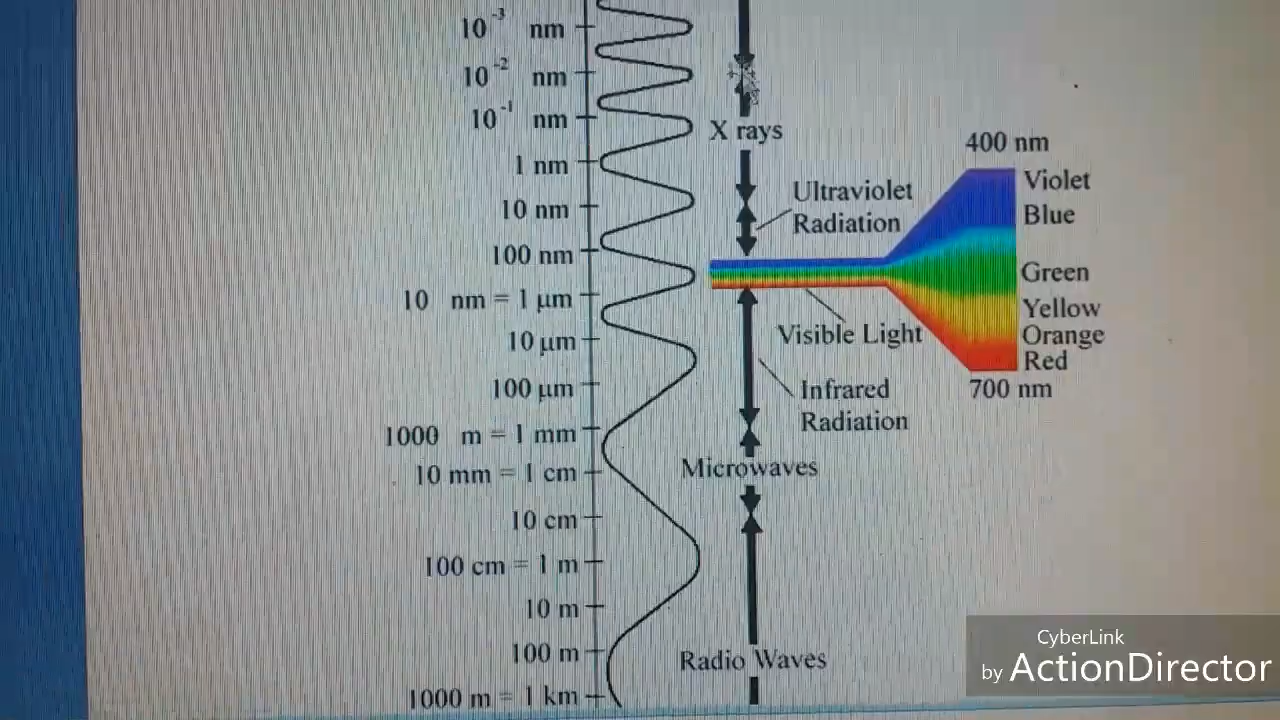 10⁻³ nm
10⁻² nm
10⁻¹ nm
1 nm
10 nm
100 nm
10 nm = 1 μm
10 μm
100 μm
1000 m = 1 mm
10 mm = 1 cm
10 cm
100 cm = 1 m
10 m
100 m
1000 m = 1 km
X rays
Ultraviolet
Radiation
Visible Light
Infrared
Radiation
Microwaves
Radio Waves
400 nm
Violet
Blue
Green
Yellow
Orange
Red
700 nm
CyberLink
by ActionDirector